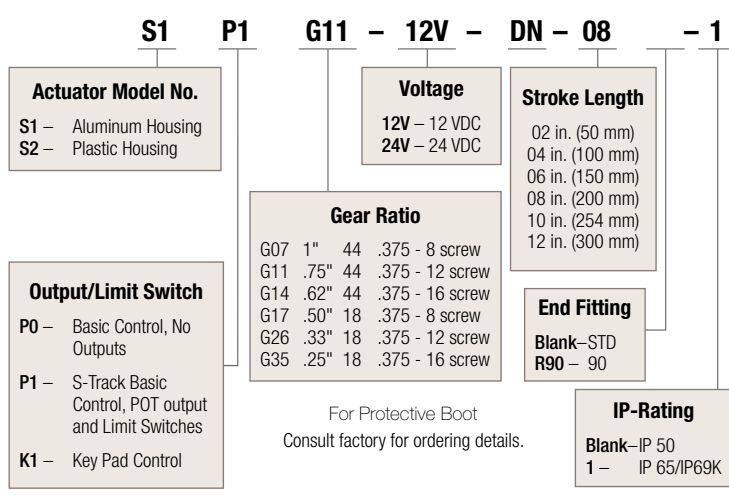 S1 P1 G11 – 12V – DN – 08 – 1
Actuator Model No.
S1 – Aluminum Housing
S2 – Plastic Housing
Voltage
12V – 12 VDC
24V – 24 VDC
Stroke Length
02 in. (50 mm)
04 in. (100 mm)
06 in. (150 mm)
08 in. (200 mm)
10 in. (254 mm)
12 in. (300 mm)
Gear Ratio
G07 1" 44 .375 - 8 screw
G11 .75" 44 .375 - 12 screw
G14 .62" 44 .375 - 16 screw
G17 .50" 18 .375 - 8 screw
G26 .33" 18 .375 - 12 screw
G35 .25" 18 .375 - 16 screw
Output/Limit Switch
P0 – Basic Control, No
Outputs
P1 – S-Track Basic
Control, POT output
and Limit Switches
K1 – Key Pad Control
End Fitting
Blank–STD
R90 – 90
For Protective Boot
Consult factory for ordering details.
IP-Rating
Blank–IP 50
1 – IP 65/IP69K